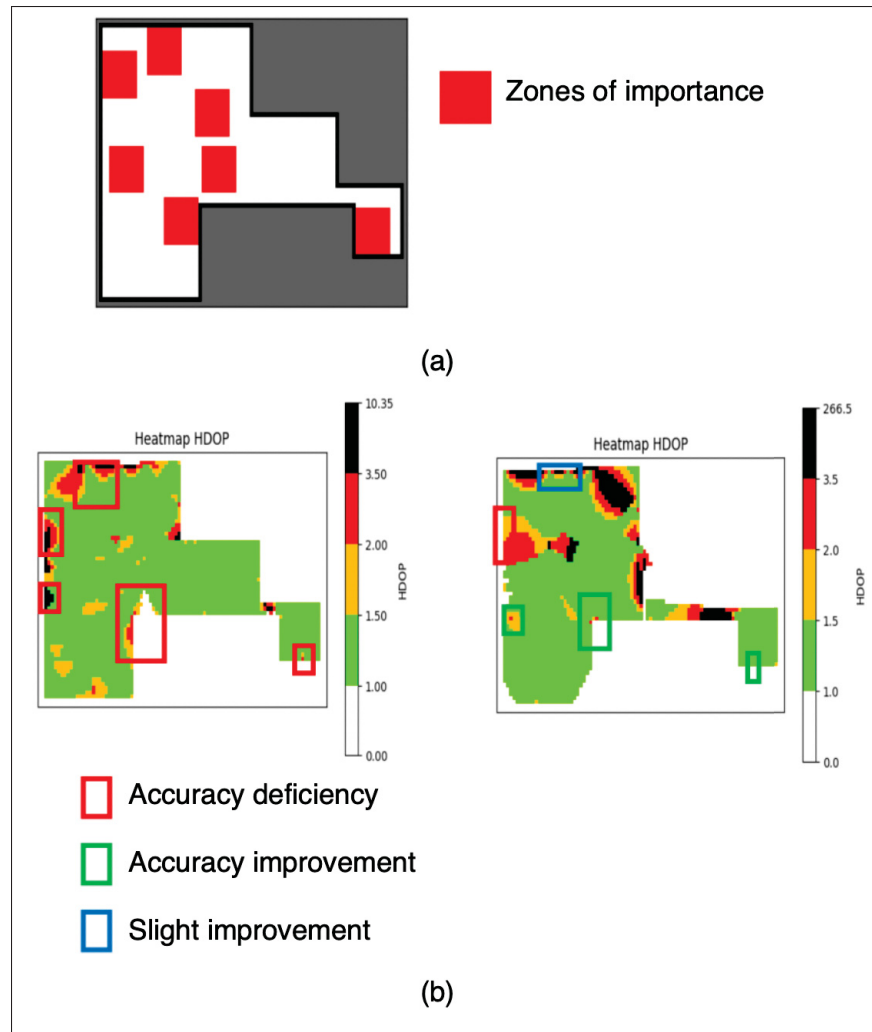 Zones of importance
(a)
Heatmap HDOP
10.35
3.50
2.00
1.50
1.00
0.00
HDOP
Heatmap HDOP
266.5
3.5
2.0
1.5
1.0
0.0
HDOP
Accuracy deficiency
Accuracy improvement
Slight improvement
(b)